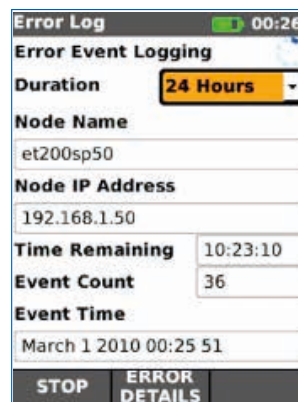 Error Log 00:26
Error Event Logging
Duration 24 Hours
Node Name
et200sp50
Node IP Address
192.168.1.50
Time Remaining 10:23:10
Event Count 36
Event Time
March 1 2010 00:25 51
STOP ERROR DETAILS